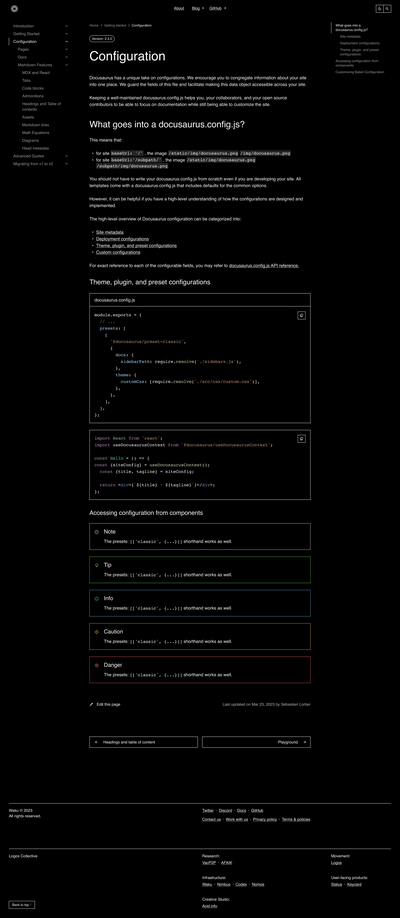 About Blog GitHub
Introduction
Getting Started
Configuration
Pages
Docs
Markdown Features
MDX and React
Tabs
Code blocks
Admonitions
Headings and Table of
contents
Assets
Markdown links
Math Equations
Diagrams
Head metadata
Advanced Guides
Migrating from v1 to v2
Home > Getting started > Configuration
Version: 2.4.0
Configuration
Docusaurus has a unique take on configurations. We encourage you to congregate information about your site
into one place. We guard the fields of this file and facilitate making this data object accessible across your site.
Keeping a well-maintained docusaurus.config.js helps you, your collaborators, and your open source
contributors to be able to focus on documentation while still being able to customize the site.
What goes into a docusaurus.config.js?
This means that:
• for site baseUrl: '/' , the image /static/img/docusaurus.png /img/docusaurus.png
• for site baseUrl:'/subpath/' , the image /static/img/docusaurus.png
/subpath/img/docusaurus.png
You should not have to write your docusaurus.config.js from scratch even if you are developing your site. All
templates come with a docusaurus.config.js that includes defaults for the common options.
However, it can be helpful if you have a high-level understanding of how the configurations are designed and
implemented.
The high-level overview of Docusaurus configuration can be categorized into:
• Site metadata
• Deployment configurations
• Theme, plugin, and preset configurations
• Custom configurations
For exact reference to each of the configurable fields, you may refer to docusaurus.config.js API reference.
Theme, plugin, and preset configurations
docusaurus.config.js
module.exports = {
// ...
presets: [
[
'@docusaurus/preset-classic',
{
docs: {
sidebarPath: require.resolve('./sidebars.js'),
},
theme: {
customCss: [require.resolve('./src/css/custom.css')],
},
},
],
],
};
import React from 'react';
import useDocusaurusContext from '@docusaurus/useDocusaurusContext';
const Hello = () => {
const {siteConfig} = useDocusaurusContext();
const {title, tagline} = siteConfig;
return <div>{`${title} · ${tagline}`}</div>;
};
Accessing configuration from components
Note
The presets: [['classic', {...}]] shorthand works as well.
Tip
The presets: [['classic', {...}]] shorthand works as well.
Info
The presets: [['classic', {...}]] shorthand works as well.
Caution
The presets: [['classic', {...}]] shorthand works as well.
Danger
The presets: [['classic', {...}]] shorthand works as well.
Edit this page
Last updated on Mar 23, 2023 by Sebastien Lorber
Headings and table of content
Playground
What goes into a
docusaurus.config.js?
Site metadata
Deployment configurations
Theme, plugin, and preset
configurations
Accessing configuration from
components
Customizing Babel Configuration
Waku © 2023
All rights reserved.
Twitter · Discord · Docs · GitHub
Contact us · Work with us · Privacy policy · Terms & policies
Logos Collective
Research:
Vac/P2P · AFAIK
Infrastructure:
Waku · Nimbus · Codex · Nomos
Creative Studio:
Acid.info
Movement:
Logos
User-facing products:
Status · Keycard
Back to top ↑